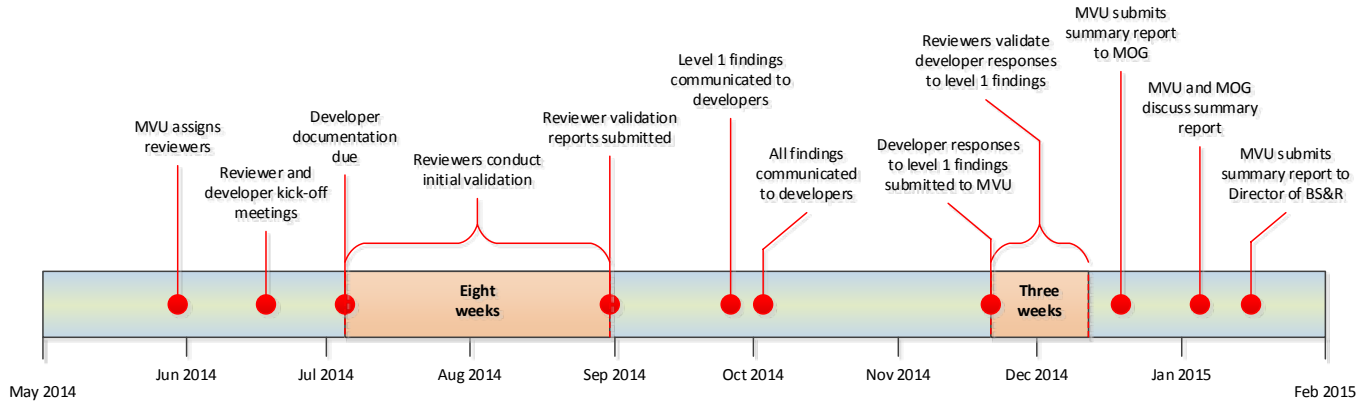 MVU assigns
reviewers
Reviewer and
developer kick-off
meetings
Developer
documentation
due
Reviewers conduct
initial validation
Reviewer validation
reports submitted
Level 1 findings
communicated to
developers
All findings
communicated
to developers
Developer responses
to level 1 findings
submitted to MVU
Reviewers validate
developer responses
to level 1 findings
MVU submits
summary report
to MOG
MVU and MOG
discuss summary
report
MVU submits
summary report to
Director of BS&R
Eight
weeks
Three
weeks
May 2014
Jun 2014
Jul 2014
Aug 2014
Sep 2014
Oct 2014
Nov 2014
Dec 2014
Jan 2015
Feb 2015